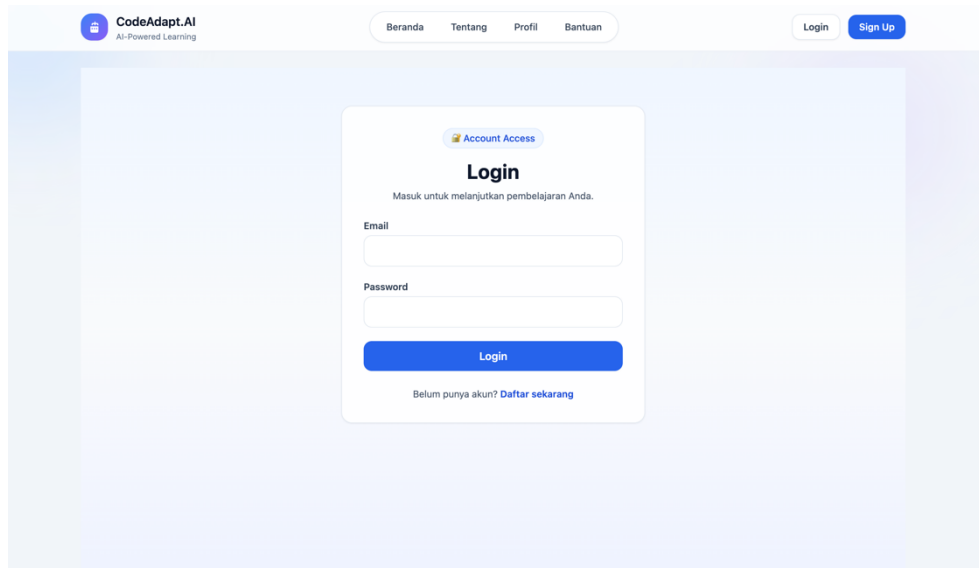 CodeAdapt.AI
AI-Powered Learning
Beranda Tentang Profil Bantuan
Login Sign Up
Account Access
Login
Masuk untuk melanjutkan pembelajaran Anda.
Email
Password
Login
Belum punya akun? Daftar sekarang